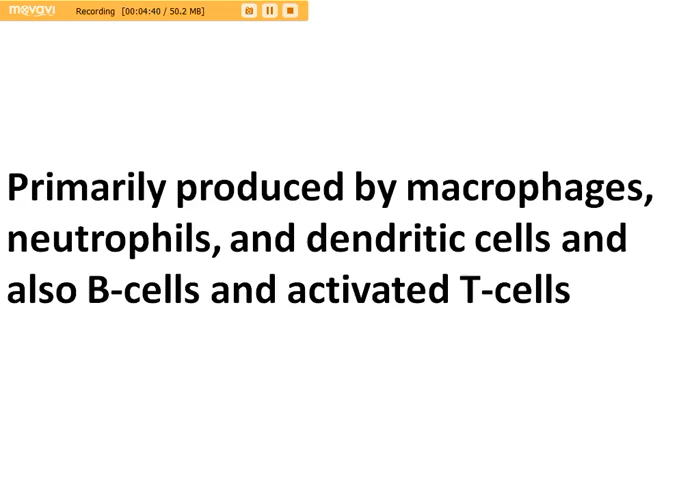 movavi Recording [00:04:40 / 50.2 MB]
Primarily produced by macrophages,
neutrophils, and dendritic cells and
also B-cells and activated T-cells